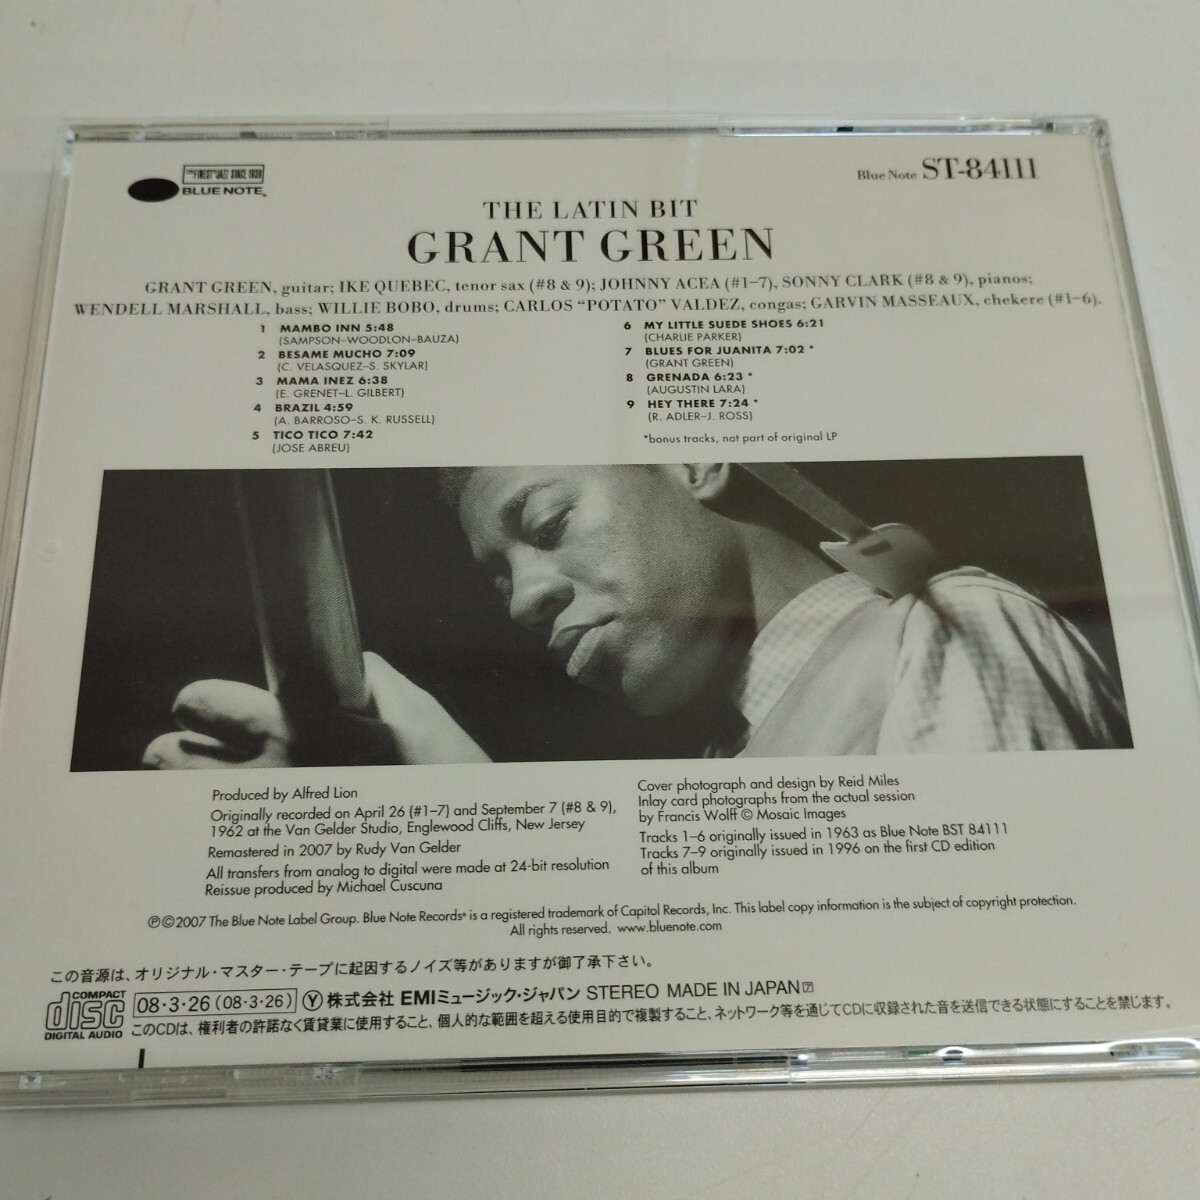 "THE FINEST IN JAZZ SINCE 1939"
BLUE NOTE®
Blue Note ST-84111
THE LATIN BIT
GRANT GREEN
GRANT GREEN, guitar; IKE QUEBEC, tenor sax (#8 & 9); JOHNNY ACEA (#1-7), SONNY CLARK (#8 & 9), pianos;
WENDELL MARSHALL, bass; WILLIE BOBO, drums; CARLOS "POTATO" VALDEZ, congas; GARVIN MASSEAUX, chekere (#1-6).
1 MAMBO INN 5:48
(SAMPSON–WOODLON–BAUZA)
2 BESAME MUCHO 7:09
(C. VELASQUEZ–S. SKYLAR)
3 MAMA INEZ 6:38
(E. GRENET–L. GILBERT)
4 BRAZIL 4:59
(A. BARROSO–S. K. RUSSELL)
5 TICO TICO 7:42
(JOSE ABREU)
6 MY LITTLE SUEDE SHOES 6:21
(CHARLIE PARKER)
7 BLUES FOR JUANITA 7:02 *
(GRANT GREEN)
8 GRENADA 6:23 *
(AUGUSTIN LARA)
9 HEY THERE 7:24 *
(R. ADLER–J. ROSS)
*bonus tracks, not part of original LP
Produced by Alfred Lion
Originally recorded on April 26 (#1–7) and September 7 (#8 & 9),
1962 at the Van Gelder Studio, Englewood Cliffs, New Jersey
Remastered in 2007 by Rudy Van Gelder
All transfers from analog to digital were made at 24-bit resolution
Reissue produced by Michael Cuscuna
Cover photograph and design by Reid Miles
Inlay card photographs from the actual session
by Francis Wolff © Mosaic Images
Tracks 1–6 originally issued in 1963 as Blue Note BST 84111
Tracks 7–9 originally issued in 1996 on the first CD edition
of this album
℗©2007 The Blue Note Label Group. Blue Note Records® is a registered trademark of Capitol Records, Inc. This label copy information is the subject of copyright protection.
All rights reserved. www.bluenote.com
この音源は、オリジナル・マスター・テープに起因するノイズ等がありますが御了承下さい。
COMPACT disc DIGITAL AUDIO
08・3・26(08・3・26) Ⓨ 株式会社 EMIミュージック・ジャパン STEREO MADE IN JAPAN
このCDは、権利者の許諾なく賃貸業に使用すること、個人的な範囲を超える使用目的で複製すること、ネットワーク等を通じてCDに収録された音を送信できる状態にすることを禁じます。